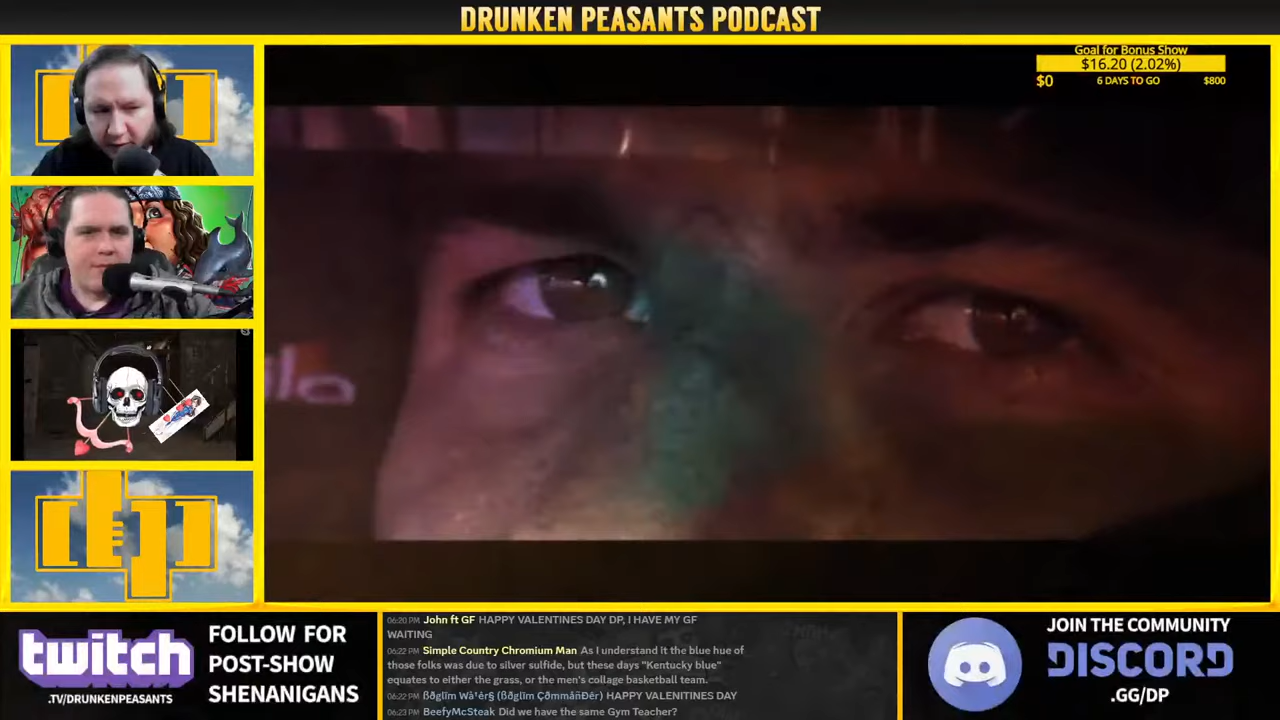 DRUNKEN PEASANTS PODCAST
Goal for Bonus Show
$16.20 (2.02%)
$0 6 DAYS TO GO $800
ila
twitch
.TV/DRUNKENPEASANTS
FOLLOW FOR
POST-SHOW
SHENANIGANS
06:20 PM John ft GF HAPPY VALENTINES DAY DP, I HAVE MY GF
WAITING
06:22 PM Simple Country Chromium Man As I understand it the blue hue of
those folks was due to silver sulfide, but these days "Kentucky blue"
equates to either the grass, or the men's collage basketball team.
06:22 PM HAPPY VALENTINES DAY
06:23 PM BeefyMcSteak Did we have the same Gym Teacher?
JOIN THE COMMUNITY
DISCORD
.GG/DP